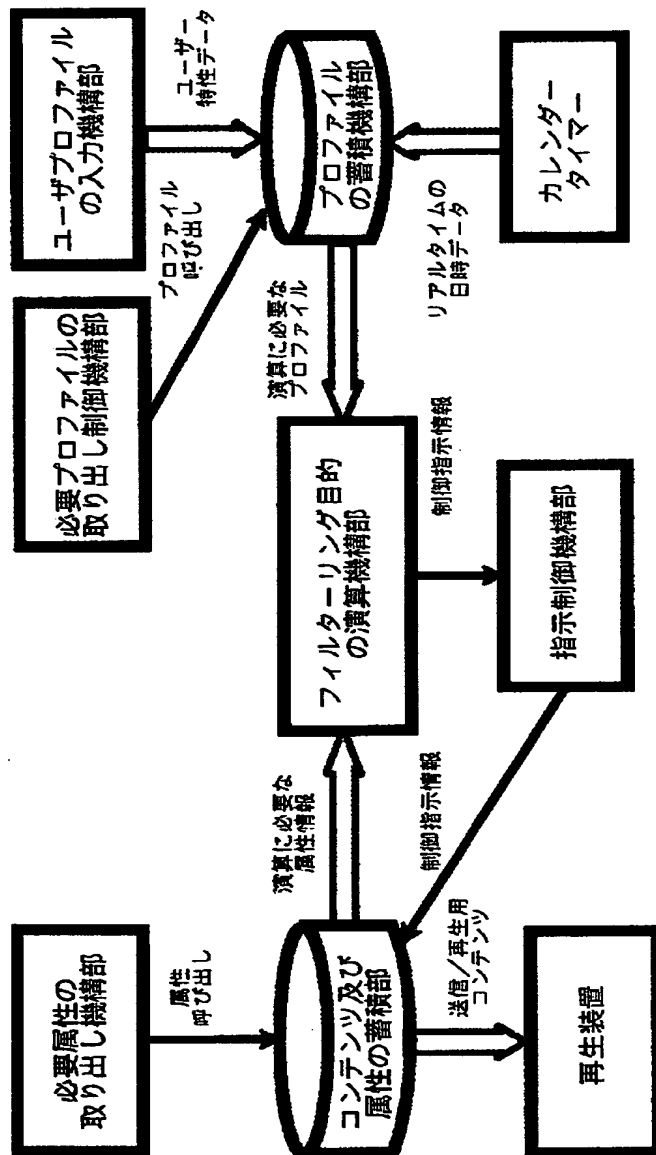 必要属性の
取り出し機構部
必要プロファイルの
取り出し制御機構部
ユーザプロファイル
の入力機構部
属性
呼び出し
プロファイル
呼び出し
ユーザー
特性データ
コンテンツ及び
属性の蓄積部
演算に必要な
属性情報
フィルターリング目的
の演算機構部
演算に必要な
プロファイル
プロファイル
の蓄積機構部
送信/再生用
コンテンツ
制御指示情報
制御指示情報
リアルタイムの
日時データ
再生装置
指示制御機構部
カレンダー
タイマー